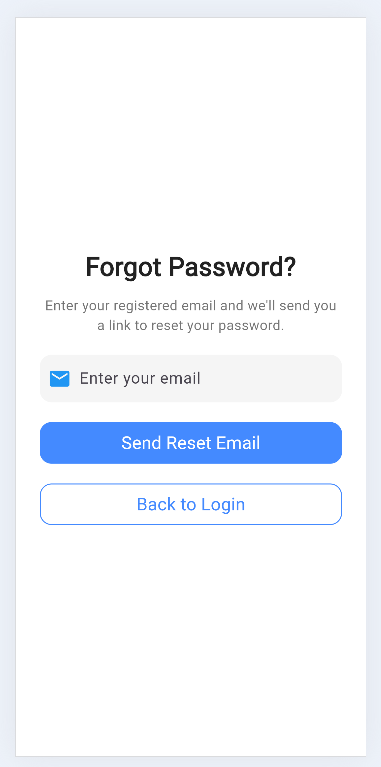 Forgot Password?
Enter your registered email and we'll send you
a link to reset your password.
Enter your email
Send Reset Email
Back to Login